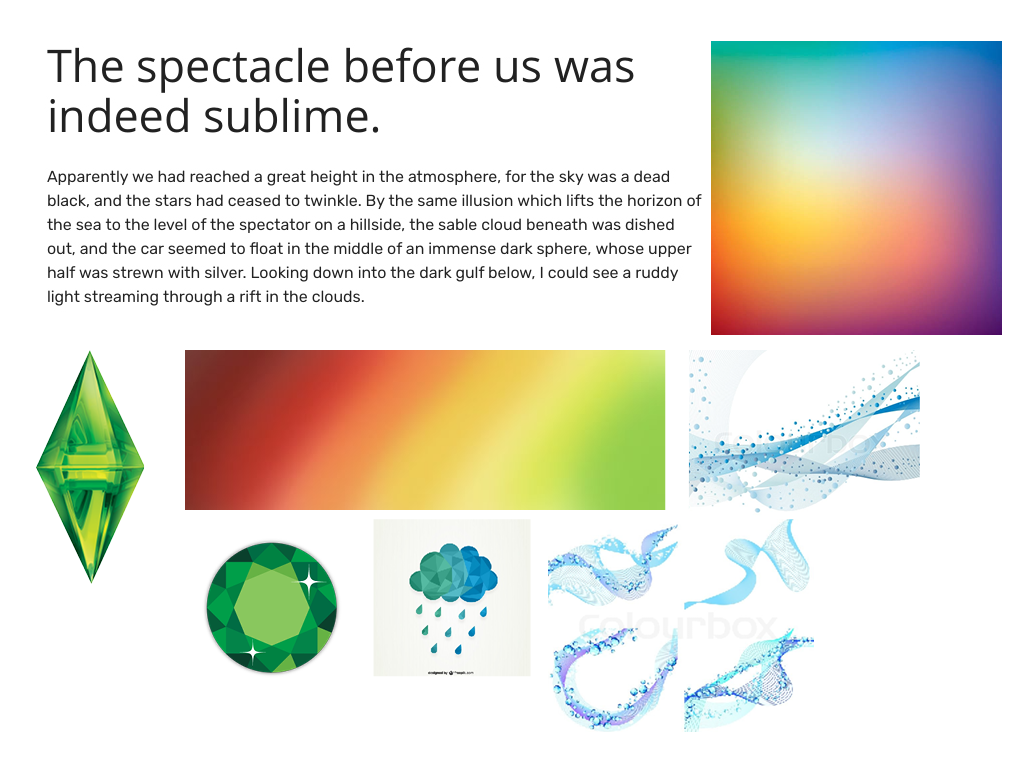 The spectacle before us was
indeed sublime.
Apparently we had reached a great height in the atmosphere, for the sky was a dead
black, and the stars had ceased to twinkle. By the same illusion which lifts the horizon of
the sea to the level of the spectator on a hillside, the sable cloud beneath was dished
out, and the car seemed to float in the middle of an immense dark sphere, whose upper
half was strewn with silver. Looking down into the dark gulf below, I could see a ruddy
light streaming through a rift in the clouds.
colourbox